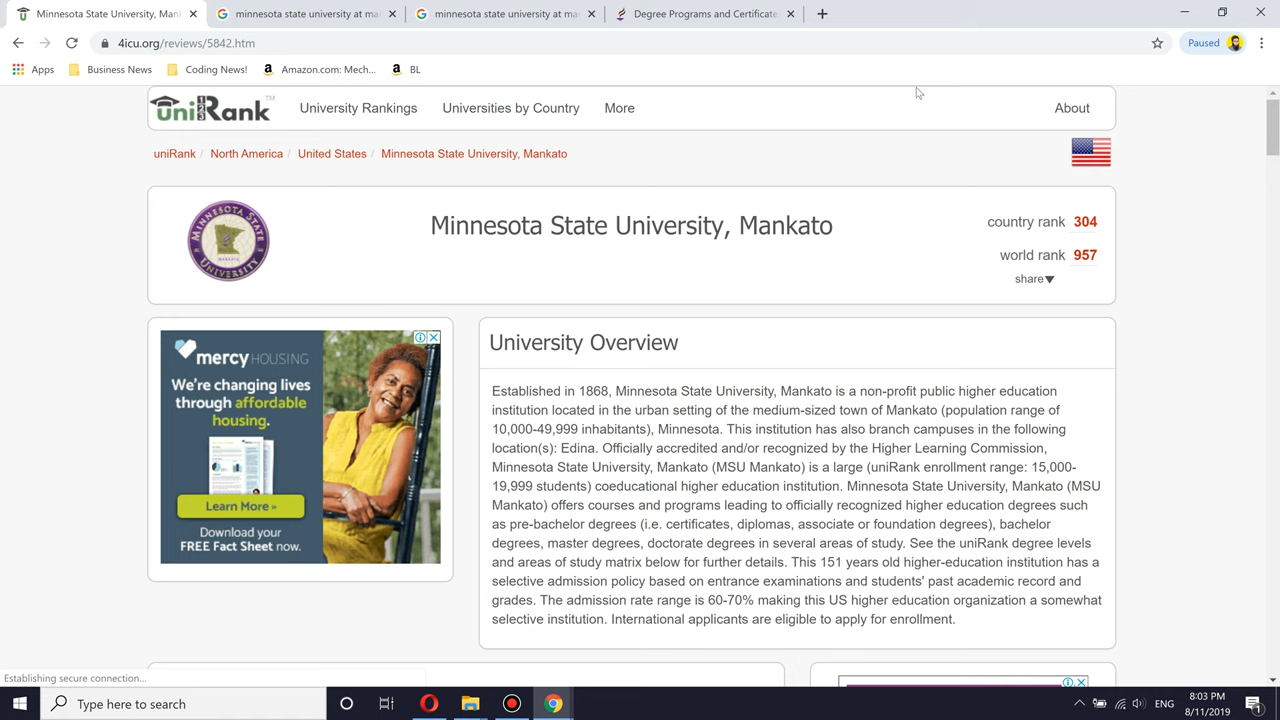 Minnesota State University, Mank
minnesota state university at ma
minnesota state university at ma
Degree Programs and Certificate
4icu.org/reviews/5842.htm
Paused
Apps
Business News
Coding News!
Amazon.com: Mech...
BL
UniRank™
123
University Rankings
Universities by Country
More
About
uniRank / North America / United States / Minnesota State University, Mankato
MINNESOTA STATE
MANKATO
UNIVERSITY
Minnesota State University, Mankato
country rank 304
world rank 957
share▼
mercy HOUSING
We're changing lives
through affordable
housing.
Learn More »
Download your
FREE Fact Sheet now.
University Overview
Established in 1868, Minnesota State University, Mankato is a non-profit public higher education
institution located in the urban setting of the medium-sized town of Mankato (population range of
10,000-49,999 inhabitants), Minnesota. This institution has also branch campuses in the following
location(s): Edina. Officially accredited and/or recognized by the Higher Learning Commission,
Minnesota State University, Mankato (MSU Mankato) is a large (uniRank enrollment range: 15,000-
19,999 students) coeducational higher education institution. Minnesota State University, Mankato (MSU
Mankato) offers courses and programs leading to officially recognized higher education degrees such
as pre-bachelor degrees (i.e. certificates, diplomas, associate or foundation degrees), bachelor
degrees, master degrees, doctorate degrees in several areas of study. See the uniRank degree levels
and areas of study matrix below for further details. This 151 years old higher-education institution has a
selective admission policy based on entrance examinations and students' past academic record and
grades. The admission rate range is 60-70% making this US higher education organization a somewhat
selective institution. International applicants are eligible to apply for enrollment.
Establishing secure connection...
Type here to search
ENG
8:03 PM
8/11/2019
1